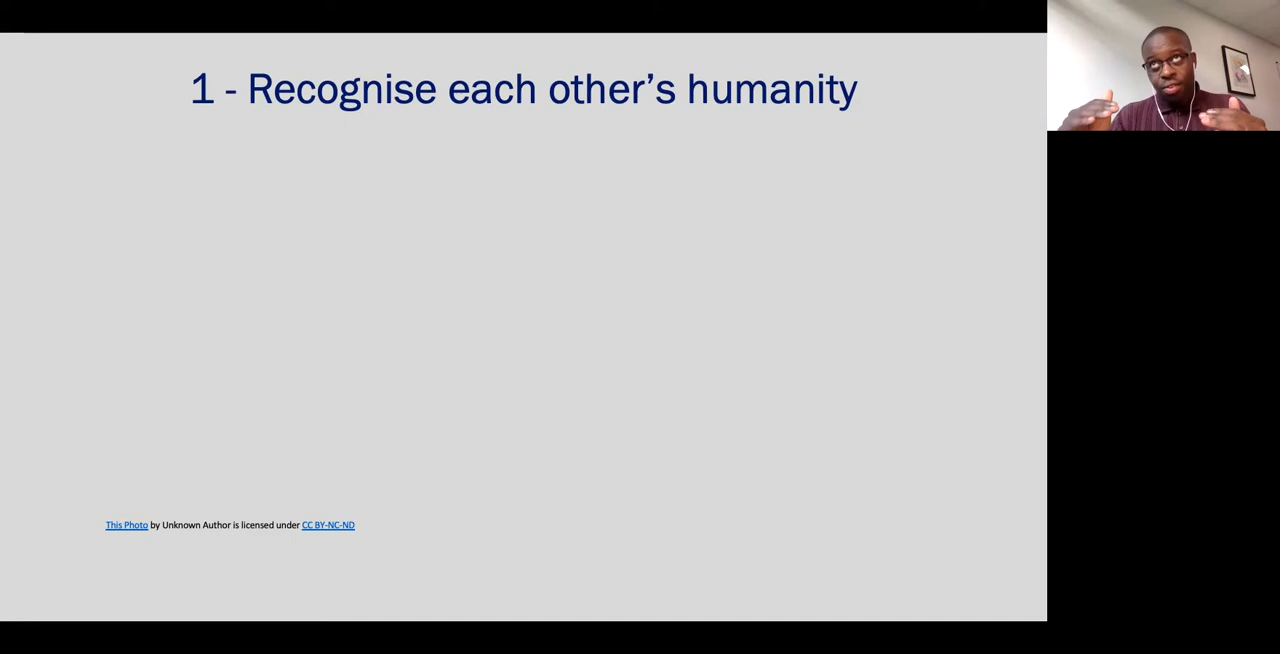 1 - Recognise each other’s humanity
This Photo by Unknown Author is licensed under CC BY-NC-ND